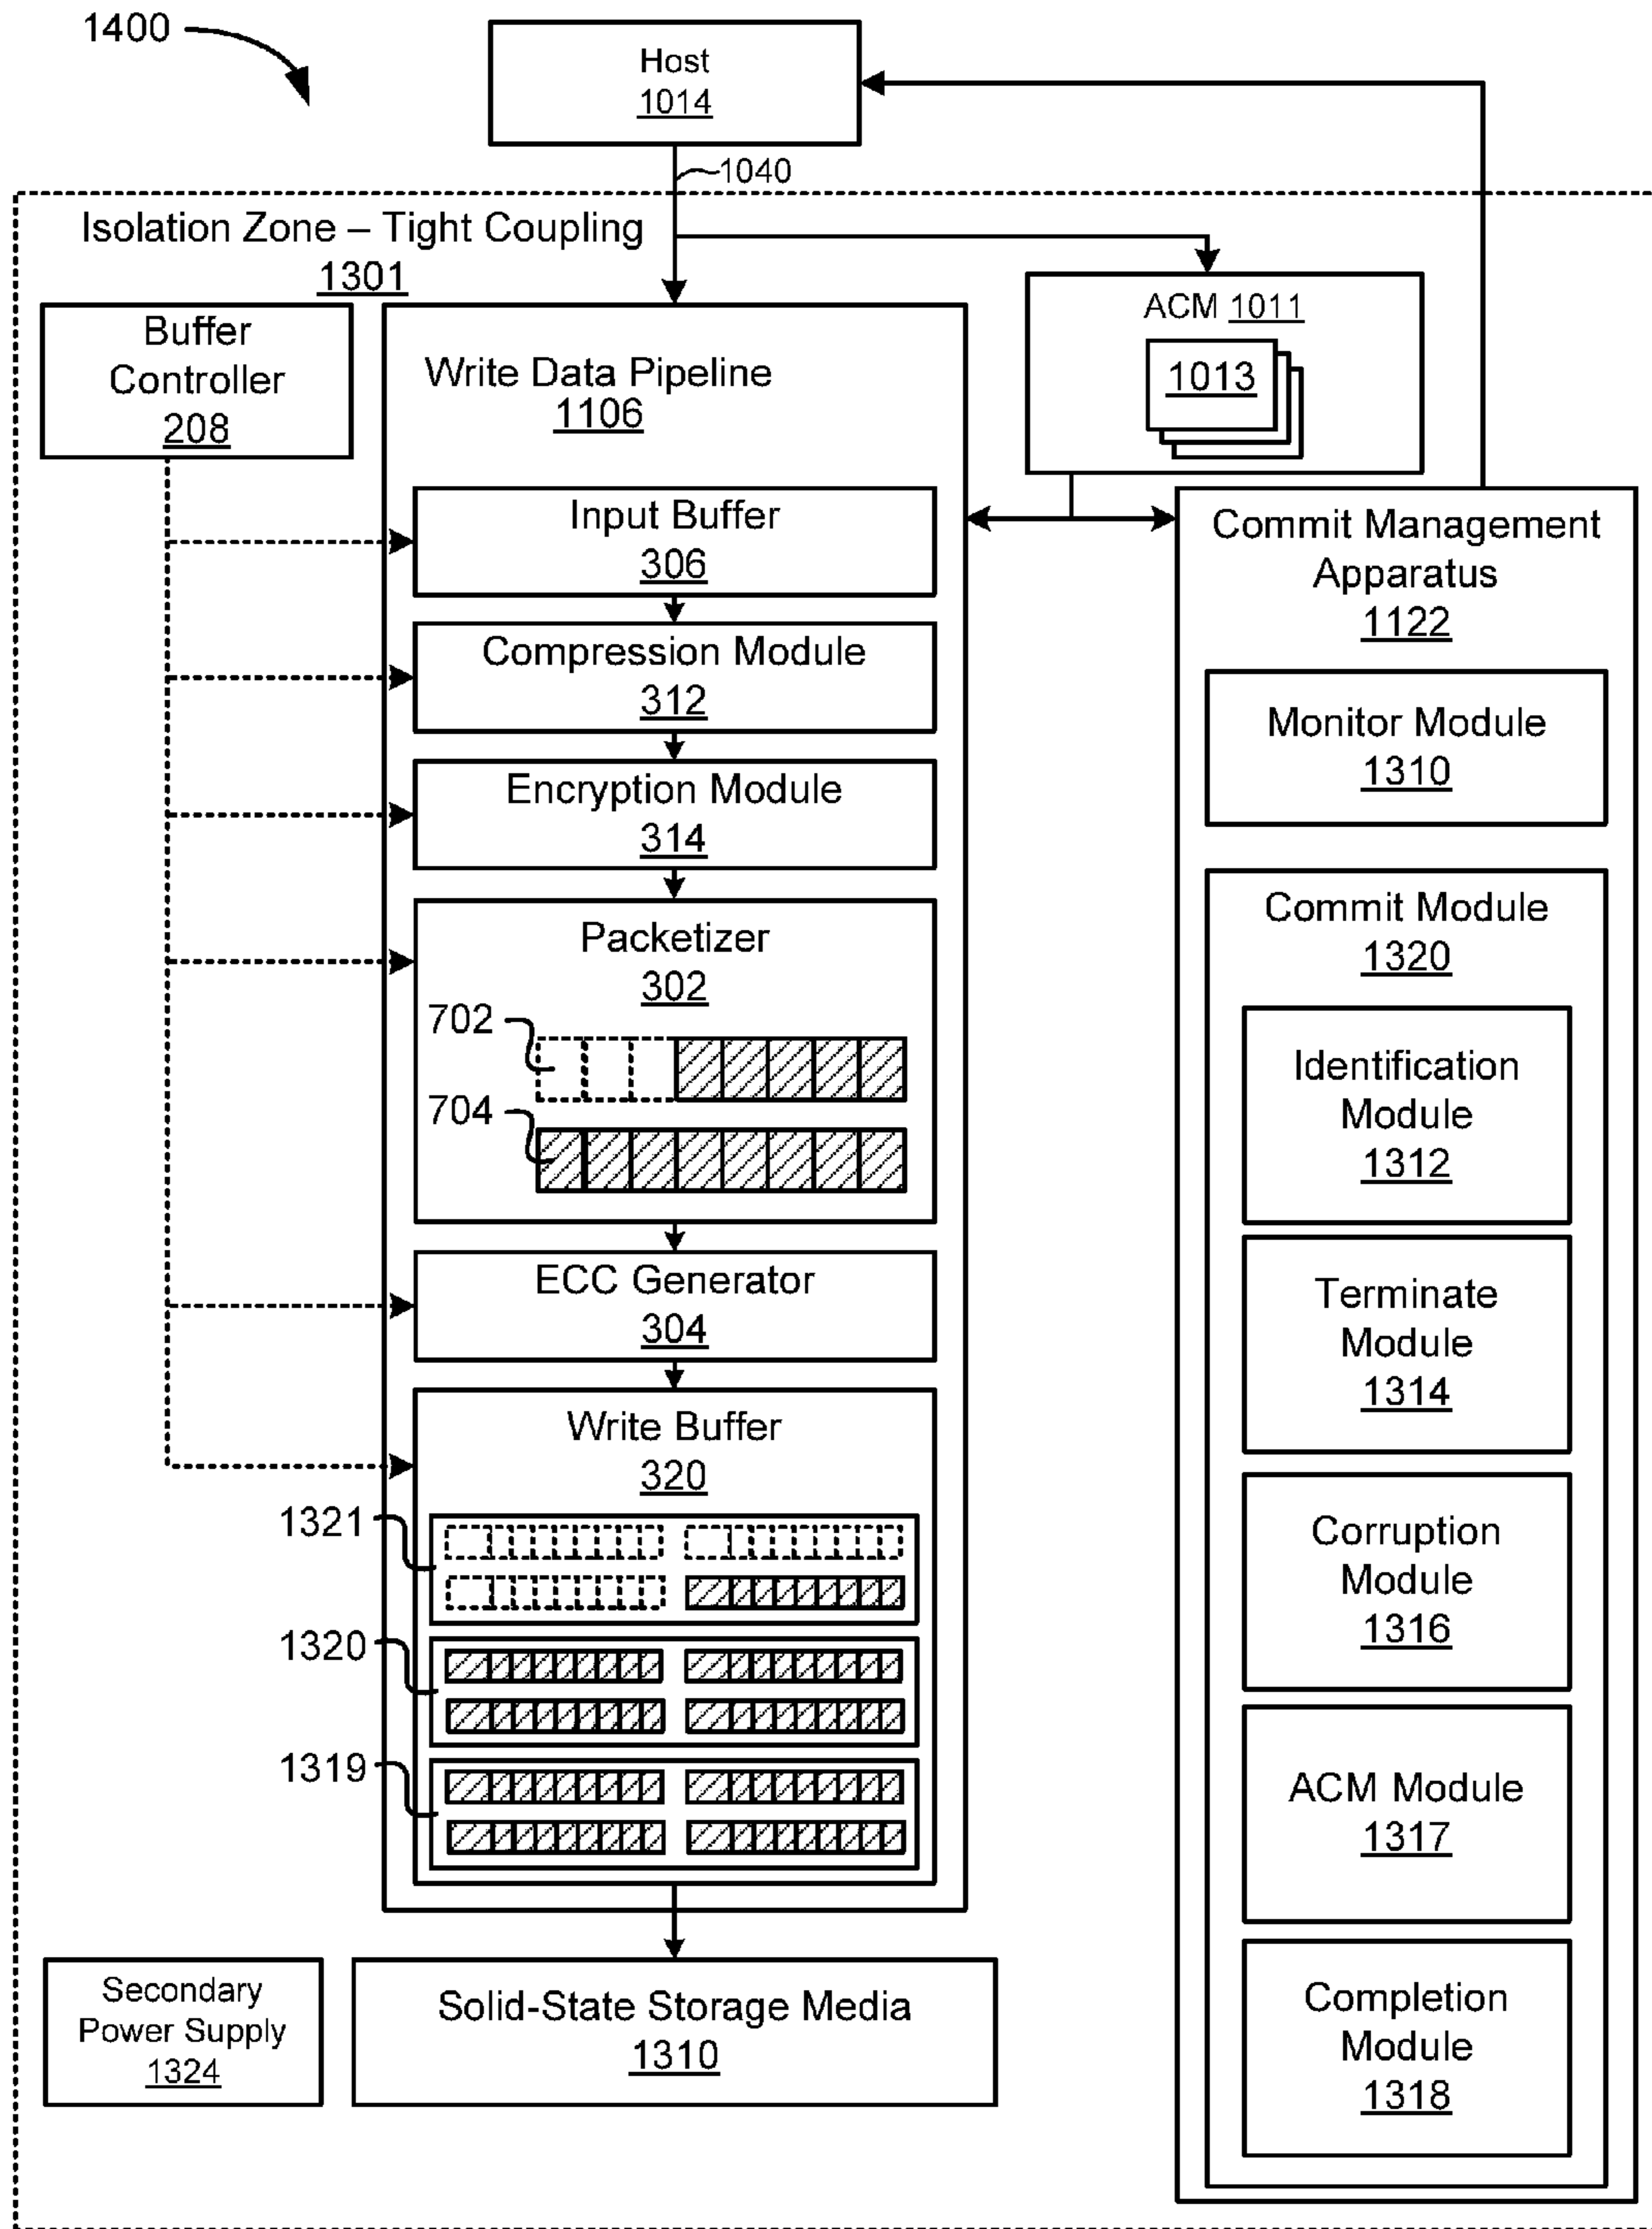 1400
Host
1014
1040
Isolation Zone – Tight Coupling
1301
Buffer
Controller
208
Write Data Pipeline
1106
ACM 1011
1013
Input Buffer
306
Compression Module
312
Encryption Module
314
Packetizer
302
702
704
ECC Generator
304
Write Buffer
320
1321
1320
1319
Commit Management
Apparatus
1122
Monitor Module
1310
Commit Module
1320
Identification
Module
1312
Terminate
Module
1314
Corruption
Module
1316
ACM Module
1317
Completion
Module
1318
Secondary
Power Supply
1324
Solid-State Storage Media
1310